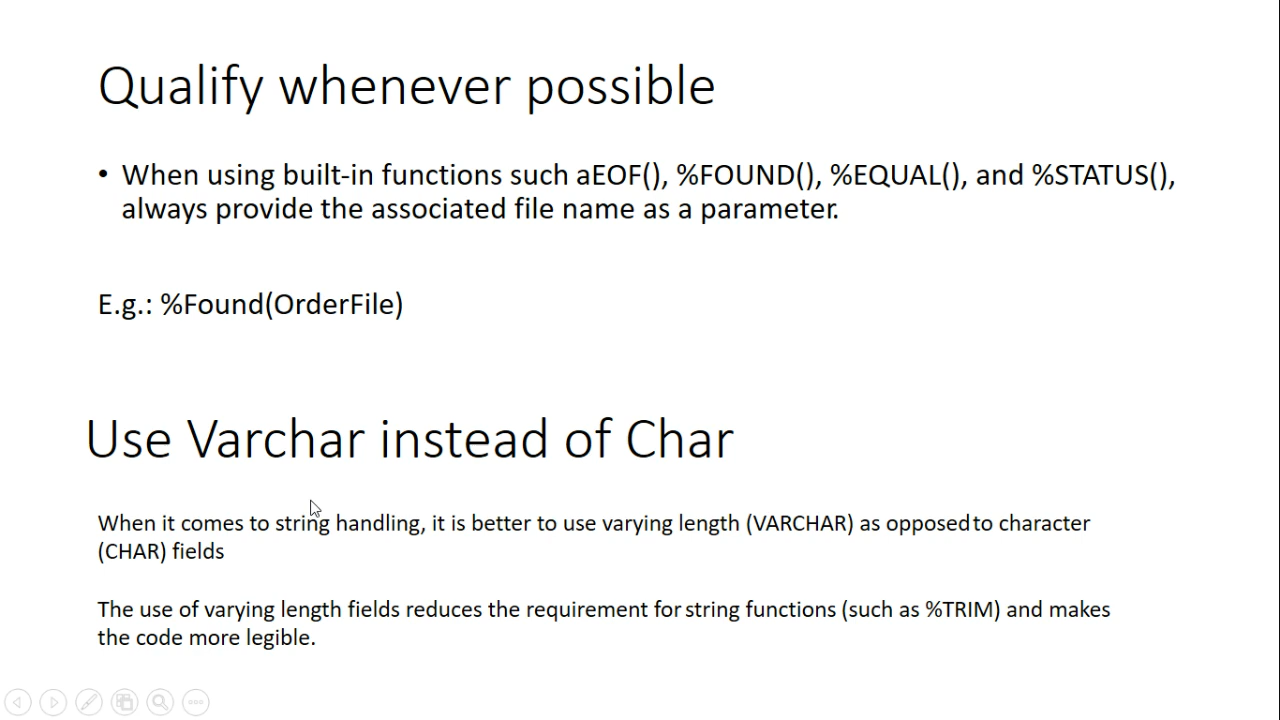 Qualify whenever possible
• When using built-in functions such aEOF(), %FOUND(), %EQUAL(), and %STATUS(),
always provide the associated file name as a parameter.
E.g.: %Found(OrderFile)
Use Varchar instead of Char
When it comes to string handling, it is better to use varying length (VARCHAR) as opposed to character
(CHAR) fields
The use of varying length fields reduces the requirement for string functions (such as %TRIM) and makes
the code more legible.